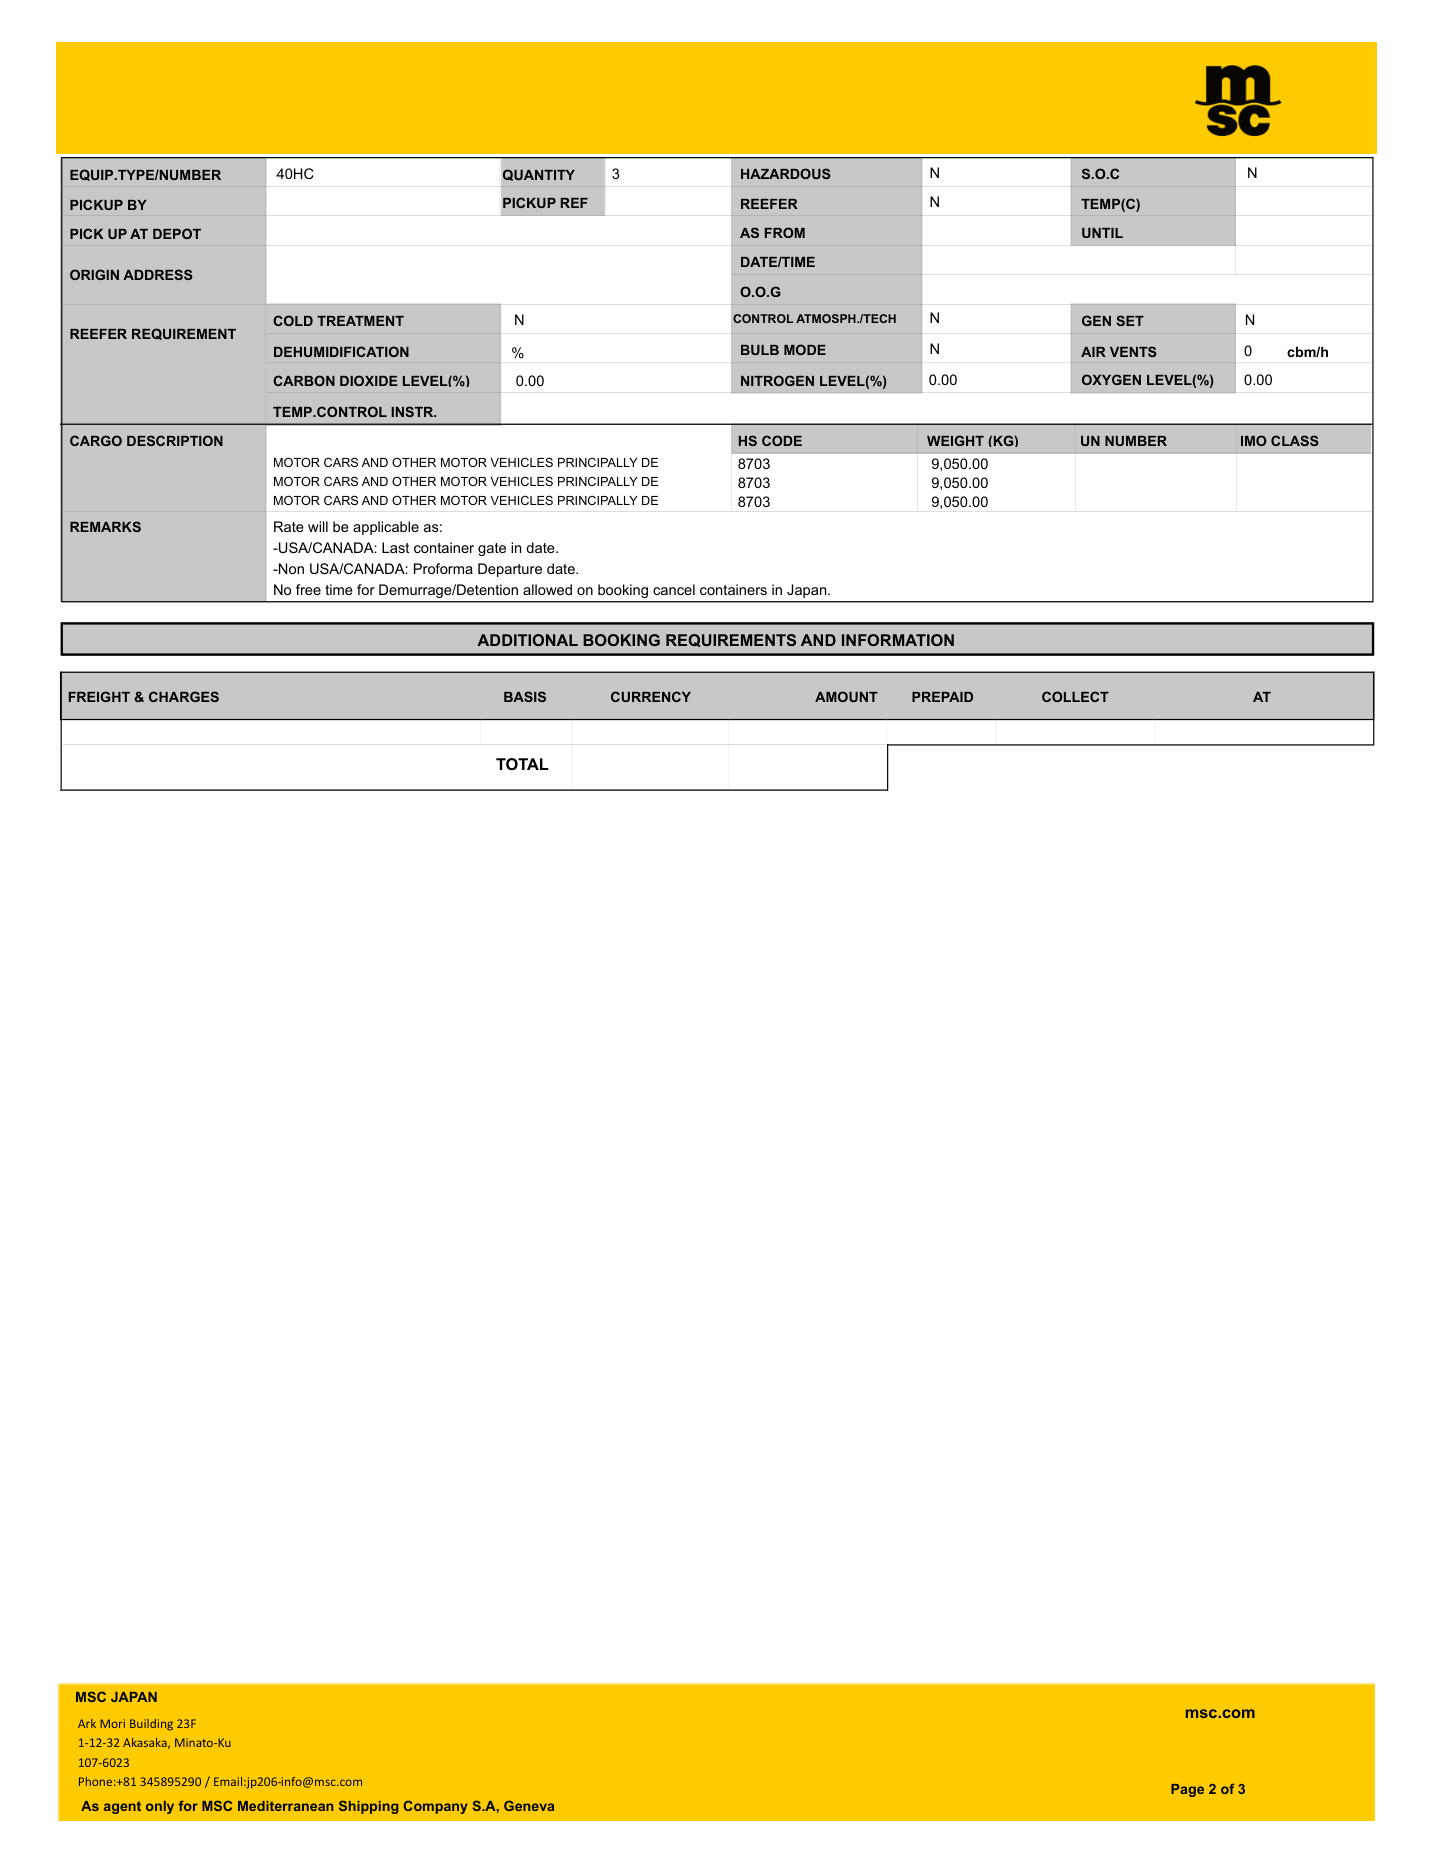 msc
EQUIP.TYPE/NUMBER 40HC QUANTITY 3 HAZARDOUS N S.O.C N
PICKUP BY PICKUP REF REEFER N TEMP(C)
PICK UP AT DEPOT AS FROM UNTIL
ORIGIN ADDRESS DATE/TIME
O.O.G
REEFER REQUIREMENT COLD TREATMENT N CONTROL ATMOSPH./TECH N GEN SET N
DEHUMIDIFICATION % BULB MODE N AIR VENTS 0 cbm/h
CARBON DIOXIDE LEVEL(%) 0.00 NITROGEN LEVEL(%) 0.00 OXYGEN LEVEL(%) 0.00
TEMP.CONTROL INSTR.
CARGO DESCRIPTION HS CODE WEIGHT (KG) UN NUMBER IMO CLASS
MOTOR CARS AND OTHER MOTOR VEHICLES PRINCIPALLY DE 8703 9,050.00
MOTOR CARS AND OTHER MOTOR VEHICLES PRINCIPALLY DE 8703 9,050.00
MOTOR CARS AND OTHER MOTOR VEHICLES PRINCIPALLY DE 8703 9,050.00
REMARKS Rate will be applicable as:
-USA/CANADA: Last container gate in date.
-Non USA/CANADA: Proforma Departure date.
No free time for Demurrage/Detention allowed on booking cancel containers in Japan.
ADDITIONAL BOOKING REQUIREMENTS AND INFORMATION
FREIGHT & CHARGES BASIS CURRENCY AMOUNT PREPAID COLLECT AT
TOTAL
MSC JAPAN
msc.com
Ark Mori Building 23F
1-12-32 Akasaka, Minato-Ku
107-6023
Phone:+81 345895290 / Email:jp206-info@msc.com
Page 2 of 3
As agent only for MSC Mediterranean Shipping Company S.A, Geneva